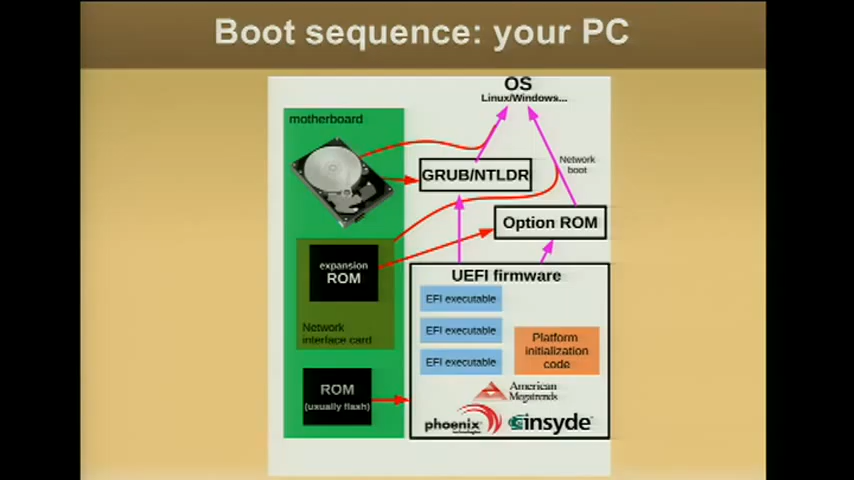 Boot sequence: your PC
OS
Linux/Windows...
motherboard
GRUB/NTLDR
Network
boot
Option ROM
expansion
ROM
UEFI firmware
EFI executable
EFI executable
EFI executable
Platform
initialization
code
Network
interface card
ROM
(usually flash)
American
Megatrends
phoenix
insyde